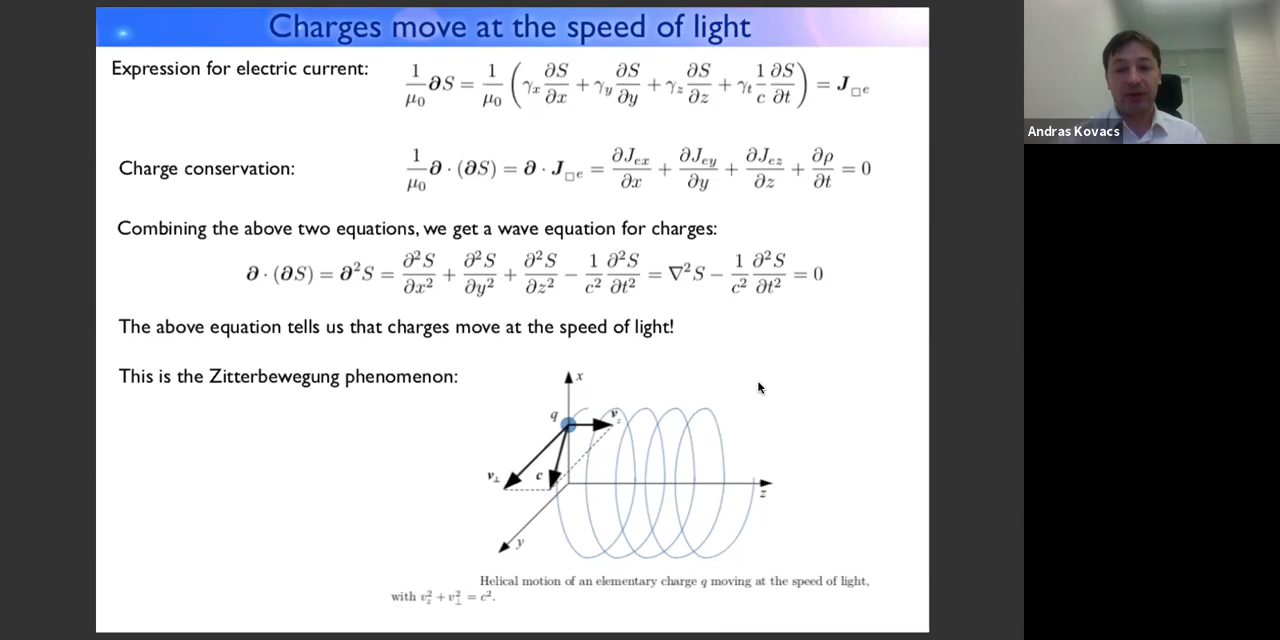 Charges move at the speed of light
Expression for electric current: 1/μ₀ ∂S = 1/μ₀ (γₓ ∂S/∂x + γᵧ ∂S/∂y + γ_z ∂S/∂z + γₜ 1/c ∂S/∂t) = J_□e
Charge conservation: 1/μ₀ ∂ · (∂S) = ∂ · J_□e = ∂J_ex/∂x + ∂J_ey/∂y + ∂J_ez/∂z + ∂ρ/∂t = 0
Combining the above two equations, we get a wave equation for charges:
∂ · (∂S) = ∂²S = ∂²S/∂x² + ∂²S/∂y² + ∂²S/∂z² − 1/c² ∂²S/∂t² = ∇²S − 1/c² ∂²S/∂t² = 0
The above equation tells us that charges move at the speed of light!
This is the Zitterbewegung phenomenon:
x
q
v_z
v⊥
c
z
y
Helical motion of an elementary charge q moving at the speed of light,
with v_z² + v_⊥² = c².
Andras Kovacs